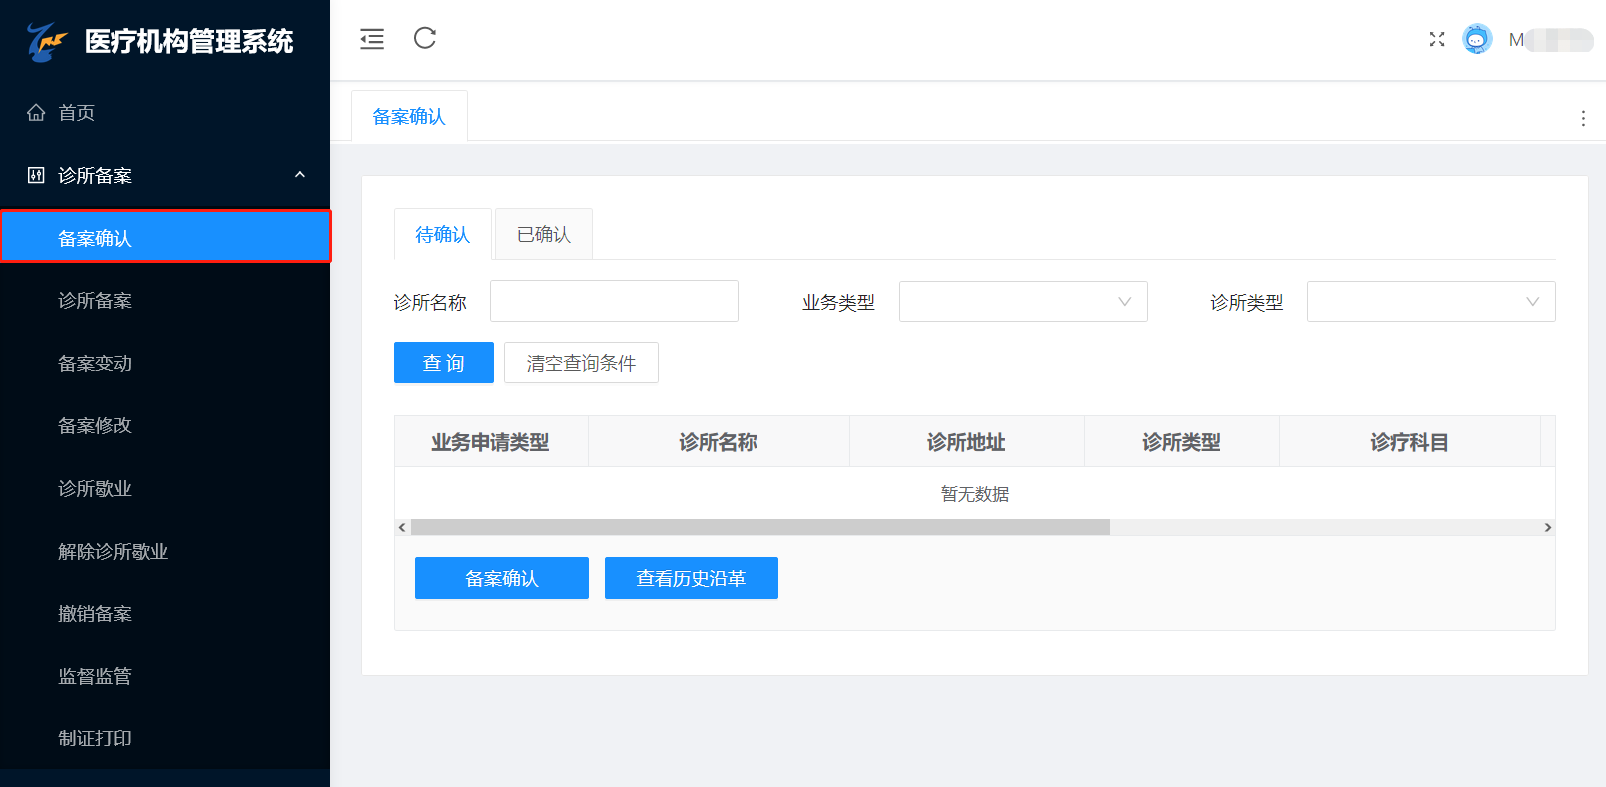 医疗机构管理系统
M
首页
备案确认
诊所备案
备案确认
待确认
已确认
诊所备案
诊所名称
业务类型
诊所类型
备案变动
查 询
清空查询条件
备案修改
业务申请类型
诊所名称
诊所地址
诊所类型
诊疗科目
诊所歇业
暂无数据
解除诊所歇业
备案确认
查看历史沿革
撤销备案
监督监管
制证打印